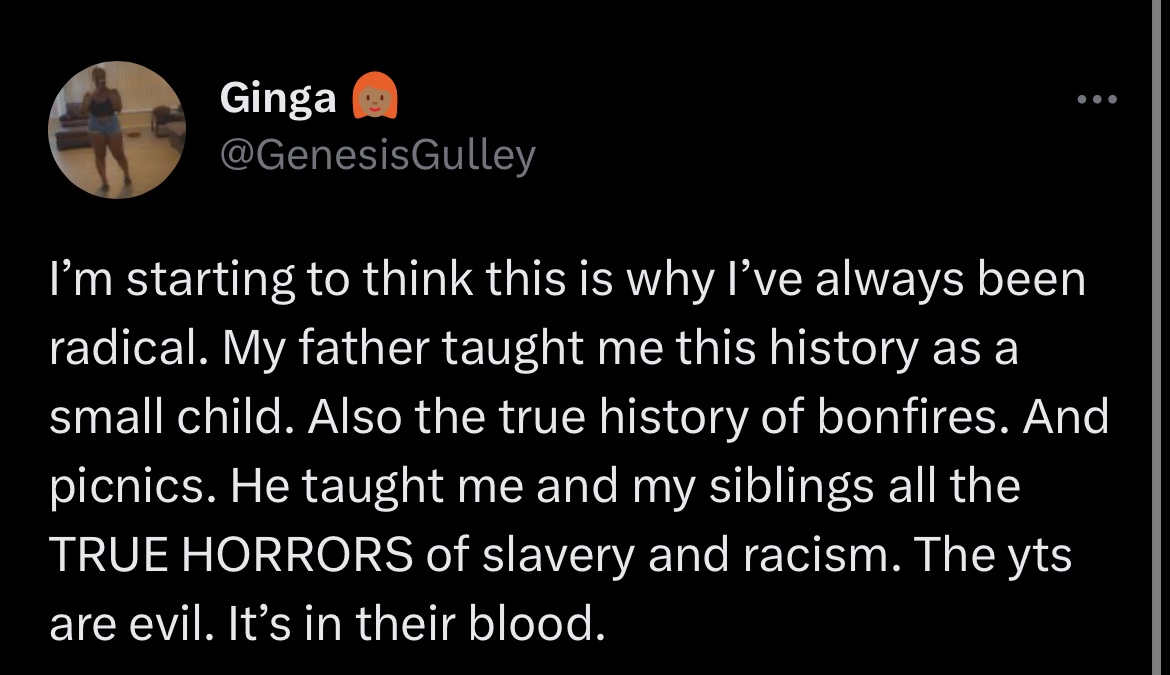 Ginga 👩🏽‍🦰
@GenesisGulley
I’m starting to think this is why I’ve always been
radical. My father taught me this history as a
small child. Also the true history of bonfires. And
picnics. He taught me and my siblings all the
TRUE HORRORS of slavery and racism. The yts
are evil. It’s in their blood.